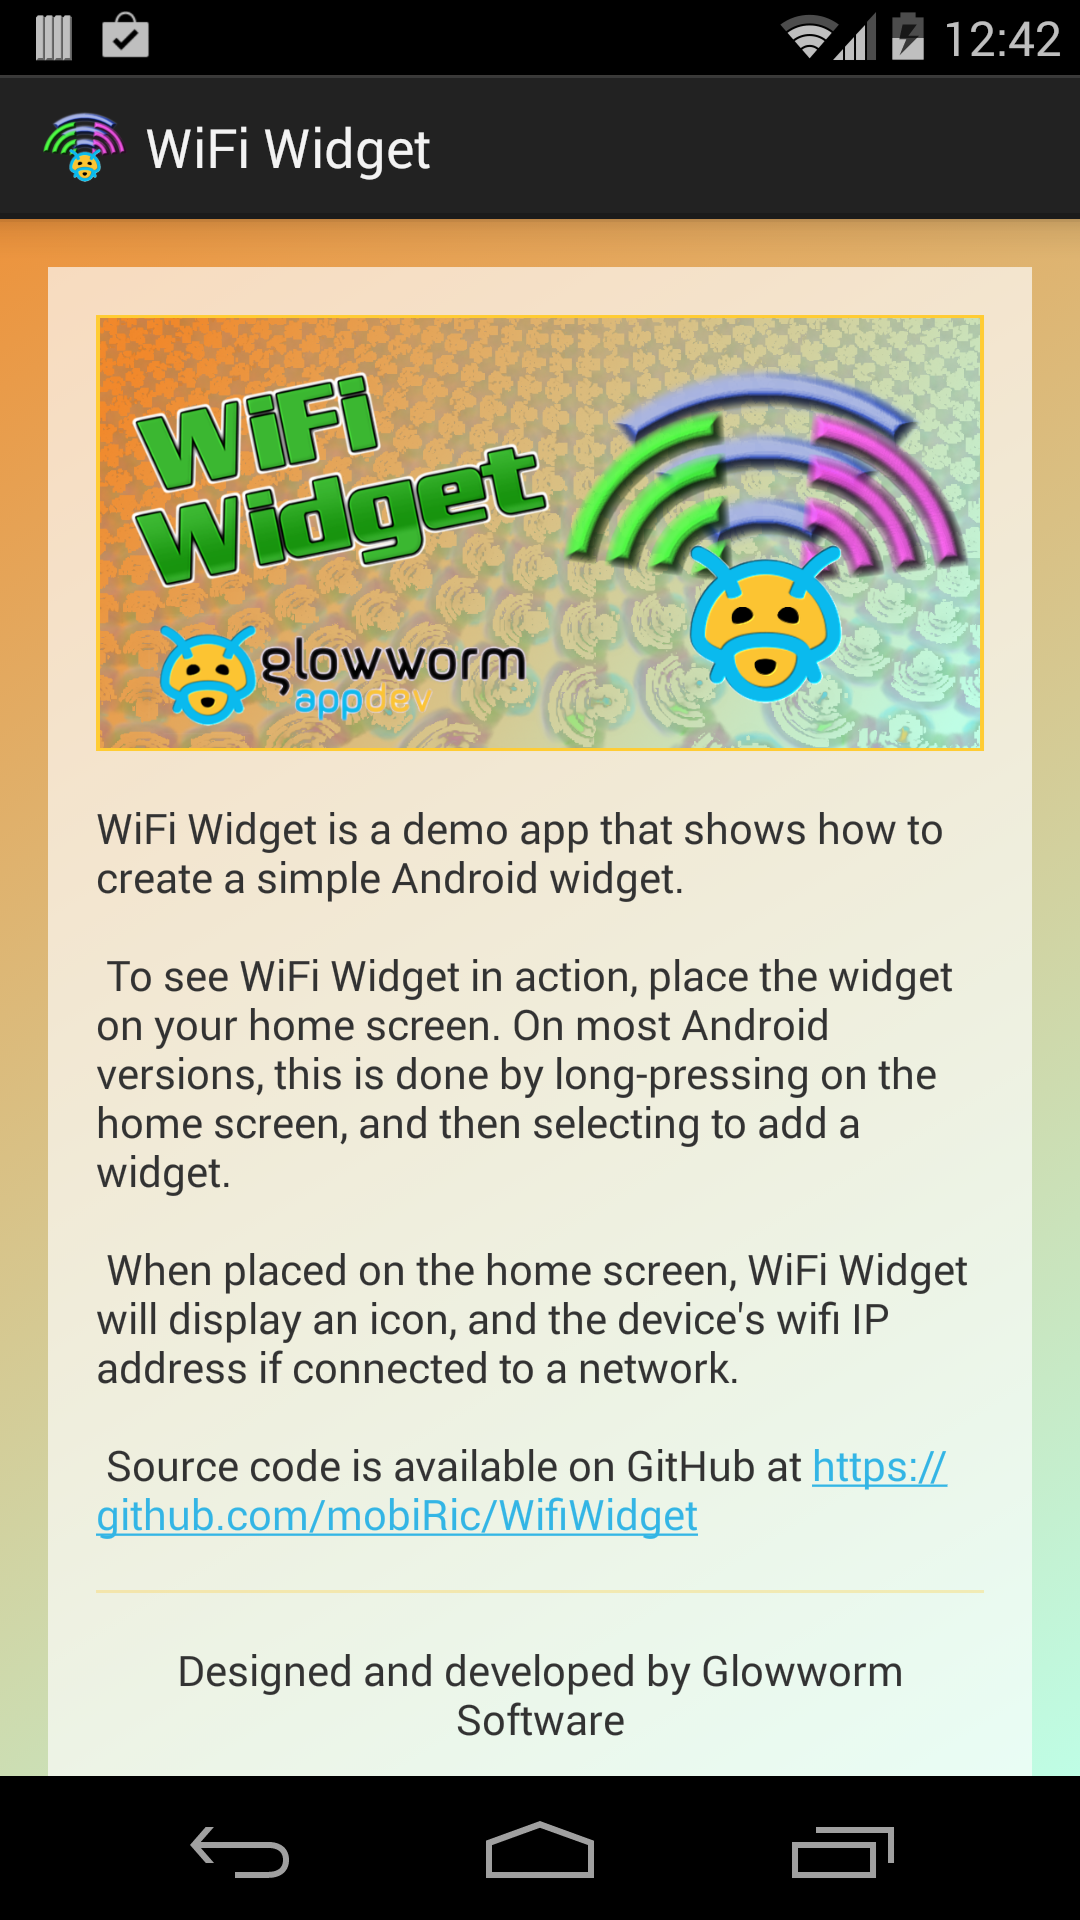 12:42
WiFi Widget
WiFi
Widget
glowworm
appdev
WiFi Widget is a demo app that shows how to
create a simple Android widget.
To see WiFi Widget in action, place the widget
on your home screen. On most Android
versions, this is done by long-pressing on the
home screen, and then selecting to add a
widget.
When placed on the home screen, WiFi Widget
will display an icon, and the device's wifi IP
address if connected to a network.
Source code is available on GitHub at https://
github.com/mobiRic/WifiWidget
Designed and developed by Glowworm
Software